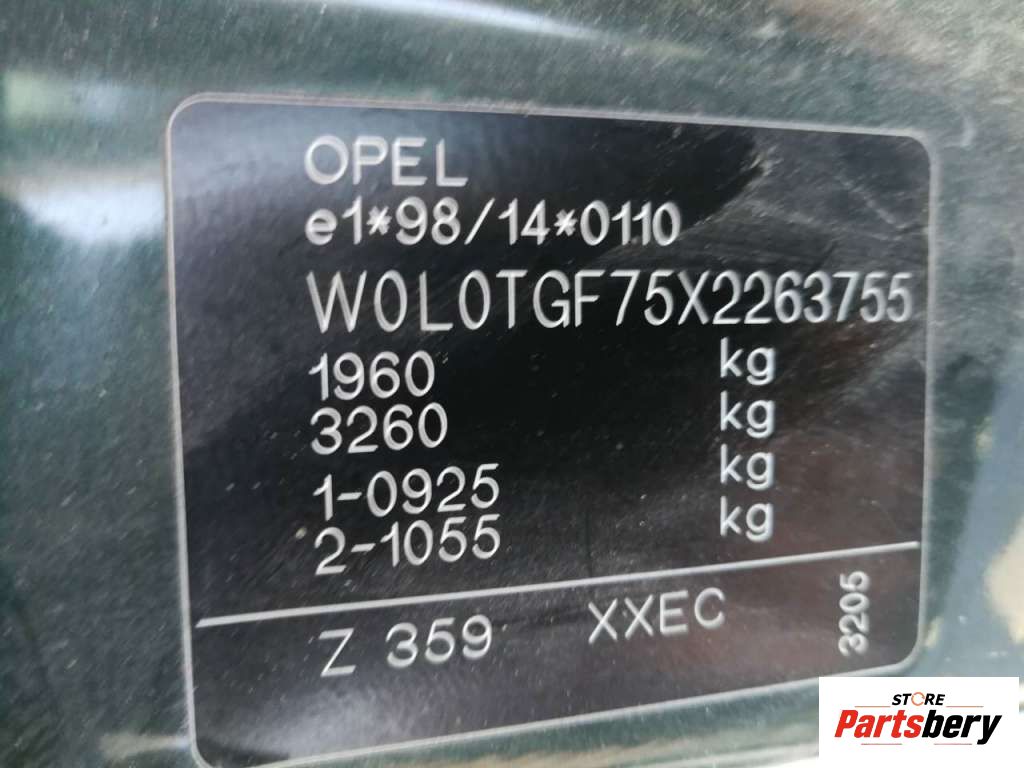 OPEL
e1*98/14*0110
W0L0TGF75X2263755
1960 kg
3260 kg
1-0925 kg
2-1055 kg
Z 359 XXEC 3205
STORE
Partsbery